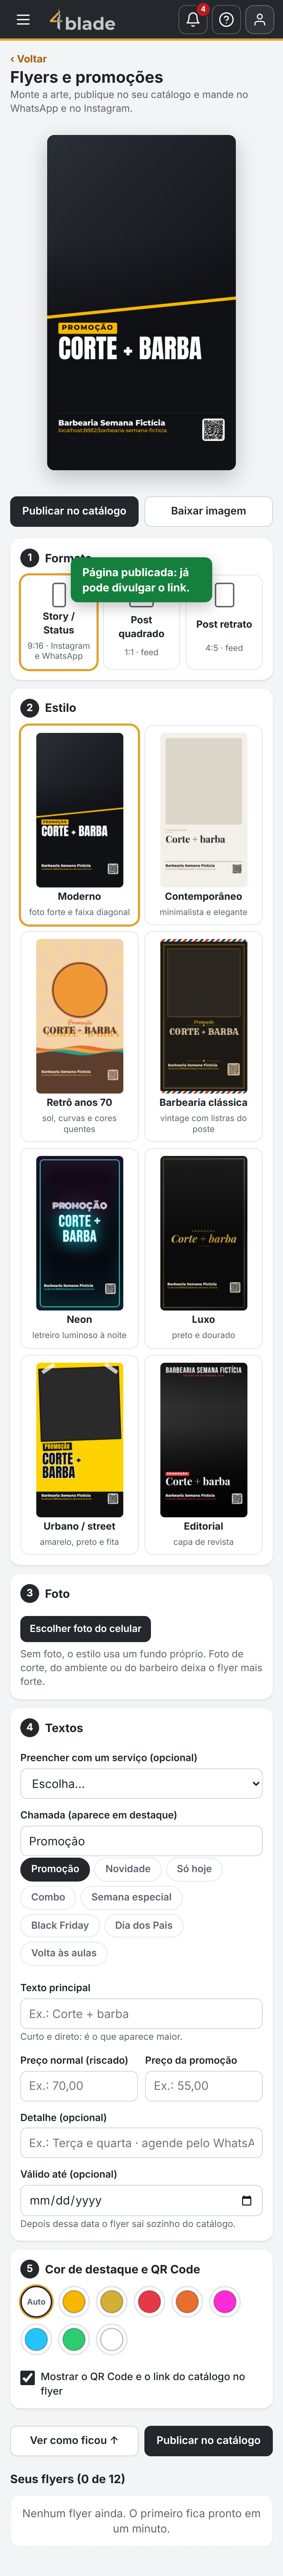 4blade
4
‹ Voltar
Flyers e promoções
Monte a arte, publique no seu catálogo e mande no
WhatsApp e no Instagram.
PROMOÇÃO
CORTE + BARBA
Barbearia Semana Fictícia
localhost:8882/barbearia-semana-ficticia
Publicar no catálogo
Baixar imagem
1 Formato
Página publicada: já
pode divulgar o link.
Story /
Status
9:16 · Instagram
e WhatsApp
Post
quadrado
1:1 · feed
Post retrato
4:5 · feed
2 Estilo
PROMOÇÃO
CORTE + BARBA
Barbearia Semana Fictícia
Moderno
foto forte e faixa diagonal
Corte + barba
Barbearia Semana Fictícia
Contemporâneo
minimalista e elegante
Promoção
CORTE + BARBA
Barbearia Semana Fictícia
Retrô anos 70
sol, curvas e cores
quentes
Promoção
CORTE + BARBA
Barbearia Semana Fictícia
Barbearia clássica
vintage com listras do
poste
PROMOÇÃO
CORTE +
BARBA
Barbearia Semana Fictícia
Neon
letreiro luminoso à noite
PROMOÇÃO
Corte + barba
Barbearia Semana Fictícia
Luxo
preto e dourado
PROMOÇÃO
CORTE +
BARBA
Barbearia Semana Fictícia
Urbano / street
amarelo, preto e fita
BARBEARIA SEMANA FICTÍCIA
PROMOÇÃO
Corte + barba
Editorial
capa de revista
3 Foto
Escolher foto do celular
Sem foto, o estilo usa um fundo próprio. Foto de
corte, do ambiente ou do barbeiro deixa o flyer mais
forte.
4 Textos
Preencher com um serviço (opcional)
Escolha...
Chamada (aparece em destaque)
Promoção
Promoção
Novidade
Só hoje
Combo
Semana especial
Black Friday
Dia dos Pais
Volta às aulas
Texto principal
Ex.: Corte + barba
Curto e direto: é o que aparece maior.
Preço normal (riscado)
Preço da promoção
Ex.: 70,00
Ex.: 55,00
Detalhe (opcional)
Ex.: Terça e quarta · agende pelo WhatsA
Válido até (opcional)
mm/dd/yyyy
Depois dessa data o flyer sai sozinho do catálogo.
5 Cor de destaque e QR Code
Auto
Mostrar o QR Code e o link do catálogo no
flyer
Ver como ficou ↑
Publicar no catálogo
Seus flyers (0 de 12)
Nenhum flyer ainda. O primeiro fica pronto em
um minuto.